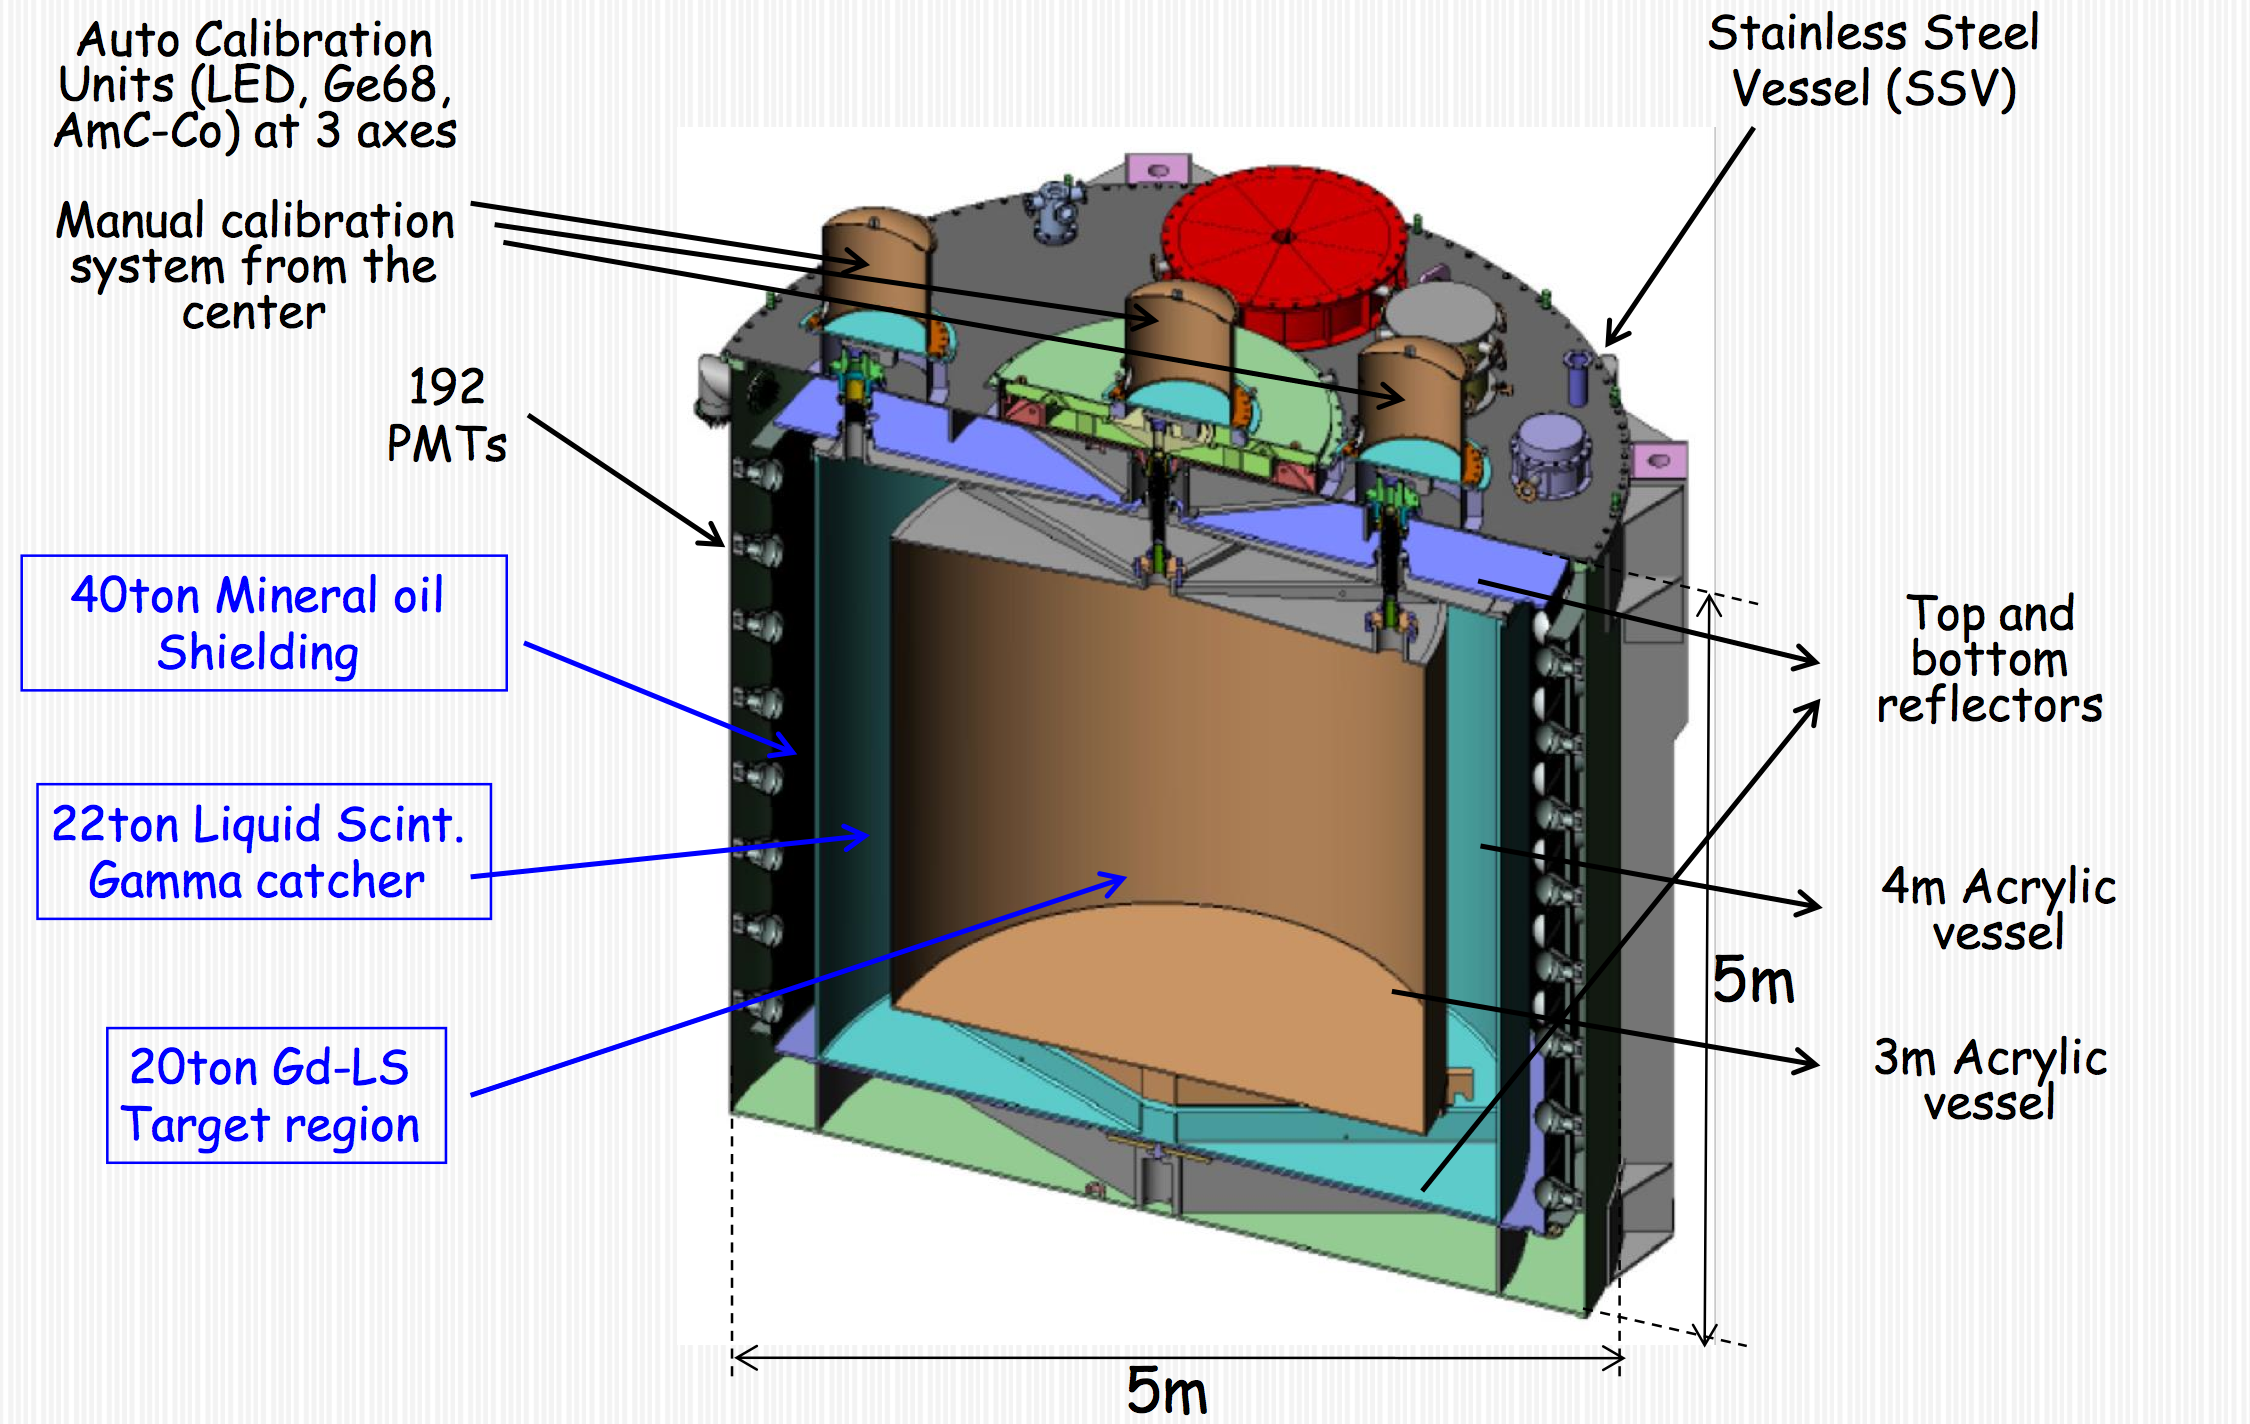 Auto Calibration
Units (LED, Ge68,
AmC-Co) at 3 axes
Manual calibration
system from the
center
192
PMTs
40ton Mineral oil
Shielding
22ton Liquid Scint.
Gamma catcher
20ton Gd-LS
Target region
Stainless Steel
Vessel (SSV)
Top and
bottom
reflectors
4m Acrylic
vessel
5m
3m Acrylic
vessel
5m